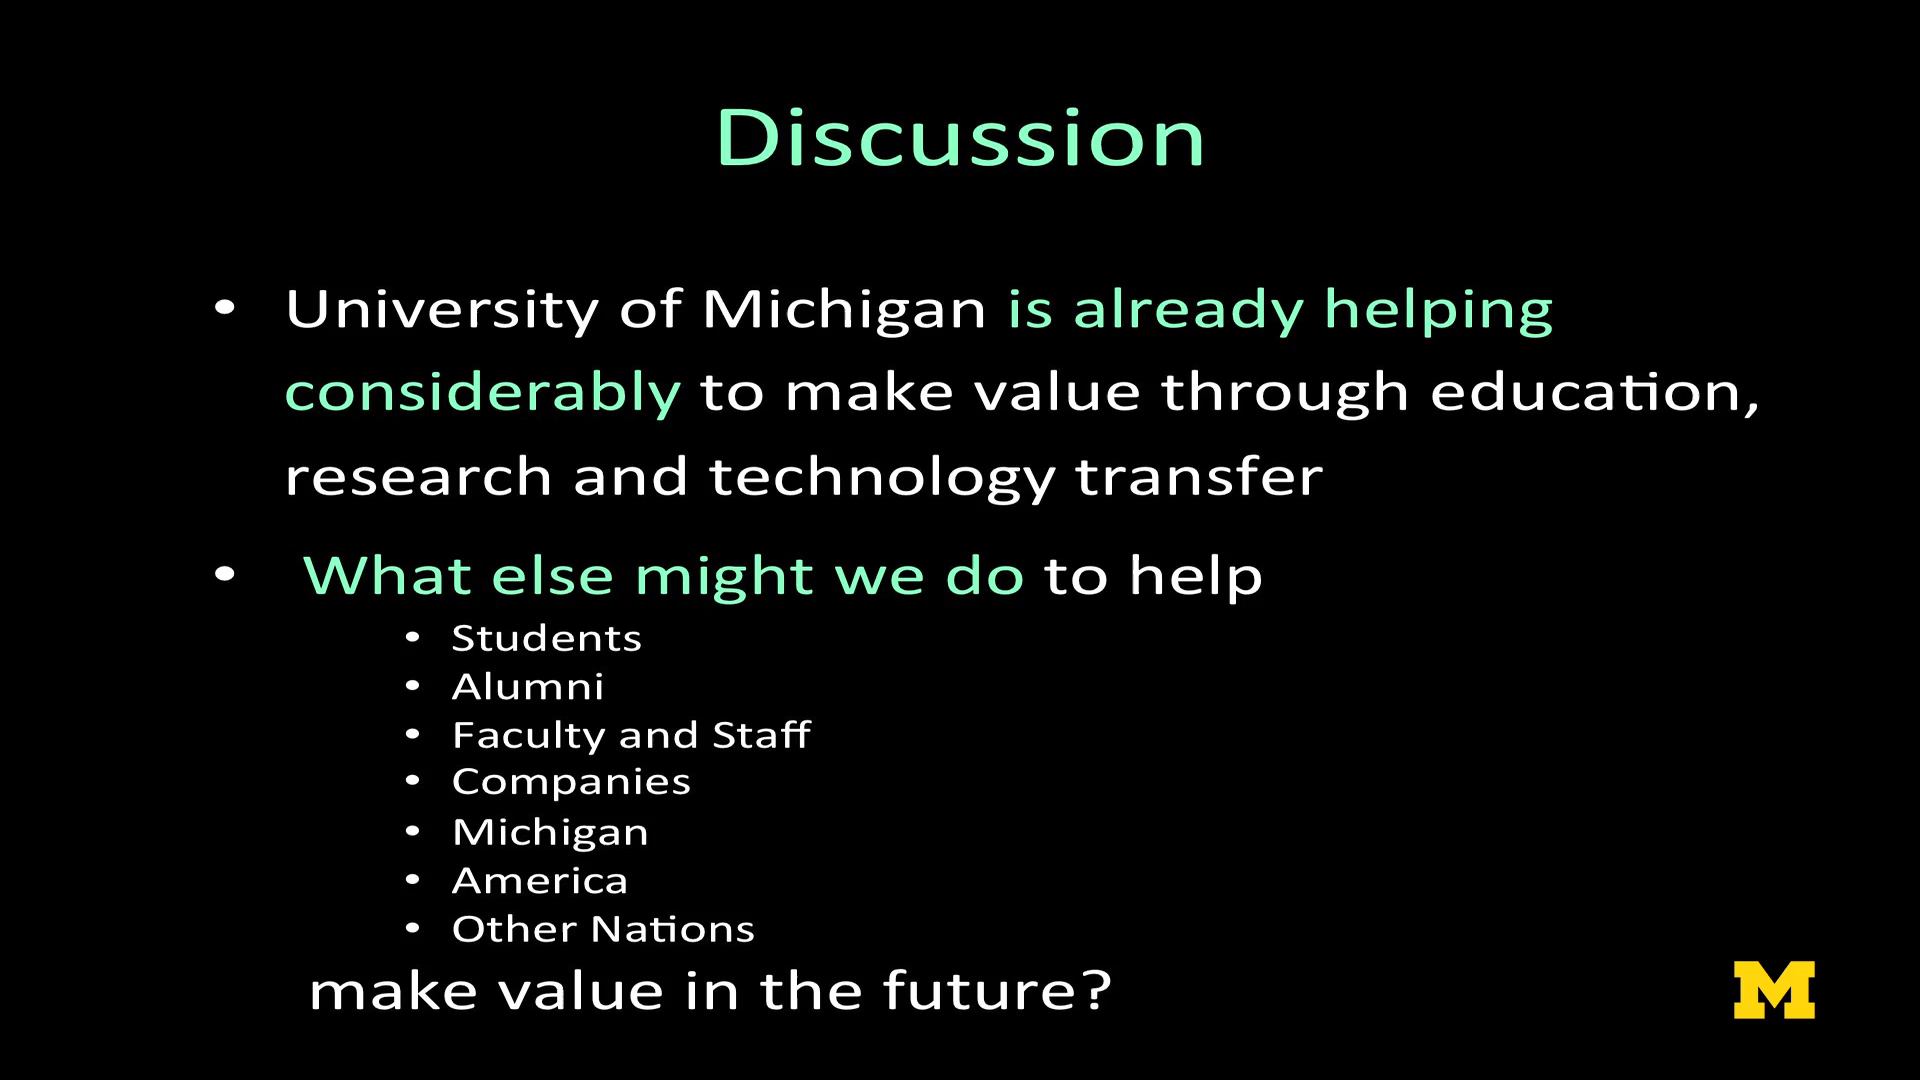 Discussion
• University of Michigan is already helping
considerably to make value through education,
research and technology transfer
• What else might we do to help
• Students
• Alumni
• Faculty and Staff
• Companies
• Michigan
• America
• Other Nations
make value in the future?
M